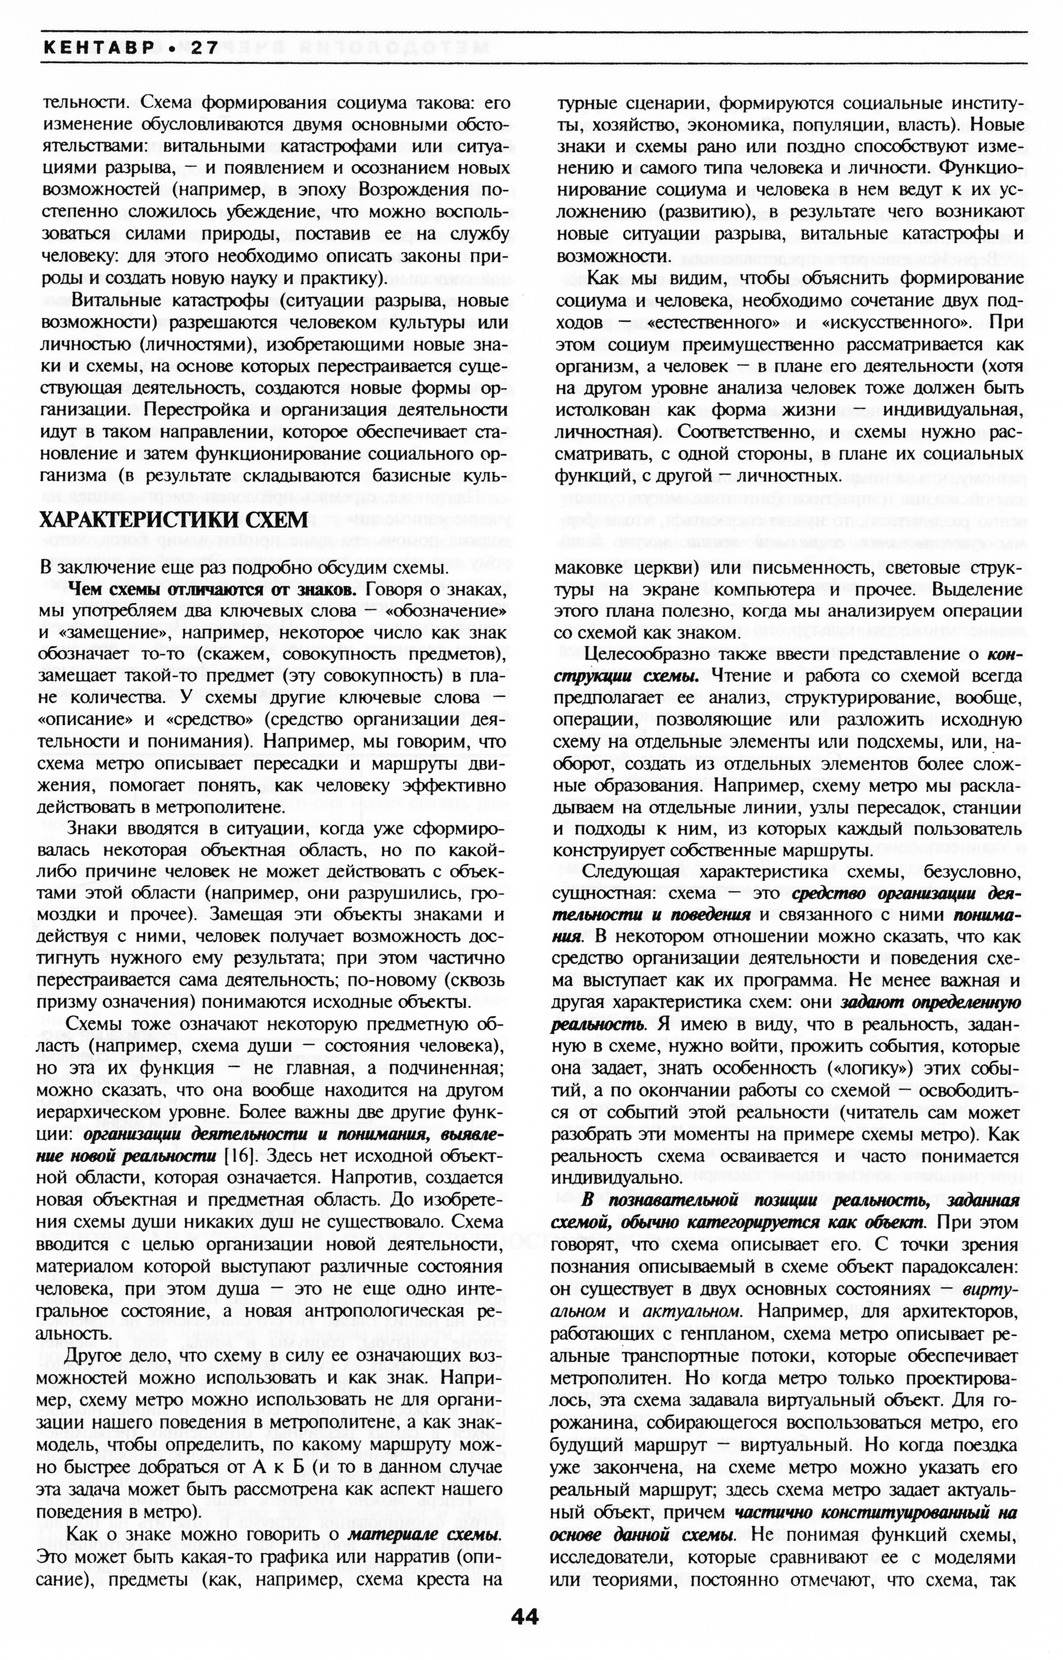 КЕНТАВР • 27
тельности. Схема формирования социума такова: его
изменение обусловливаются двумя основными обсто-
ятельствами: витальными катастрофами или ситуа-
циями разрыва, — и появлением и осознанием новых
возможностей (например, в эпоху Возрождения по-
степенно сложилось убеждение, что можно восполь-
зоваться силами природы, поставив ее на службу
человеку: для этого необходимо описать законы при-
роды и создать новую науку и практику).
Витальные катастрофы (ситуации разрыва, новые
возможности) разрешаются человеком культуры или
личностью (личностями), изобретающими новые зна-
ки и схемы, на основе которых перестраивается суще-
ствующая деятельность, создаются новые формы ор-
ганизации. Перестройка и организация деятельности
идут в таком направлении, которое обеспечивает ста-
новление и затем функционирование социального ор-
ганизма (в результате складываются базисные куль-
турные сценарии, формируются социальные институ-
ты, хозяйство, экономика, популяции, власть). Новые
знаки и схемы рано или поздно способствуют изме-
нению и самого типа человека и личности. Функцио-
нирование социума и человека в нем ведут к их ус-
ложнению (развитию), в результате чего возникают
новые ситуации разрыва, витальные катастрофы и
возможности.
Как мы видим, чтобы объяснить формирование
социума и человека, необходимо сочетание двух под-
ходов — «естественного» и «искусственного». При
этом социум преимущественно рассматривается как
организм, а человек — в плане его деятельности (хотя
на другом уровне анализа человек тоже должен быть
истолкован как форма жизни — индивидуальная,
личностная). Соответственно, и схемы нужно рас-
сматривать, с одной стороны, в плане их социальных
функций, с другой — личностных.
ХАРАКТЕРИСТИКИ СХЕМ
В заключение еще раз подробно обсудим схемы.
Чем схемы отличаются от знаков. Говоря о знаках,
мы употребляем два ключевых слова — «обозначение»
и «замещение», например, некоторое число как знак
обозначает то-то (скажем, совокупность предметов),
замещает такой-то предмет (эту совокупность) в пла-
не количества. У схемы другие ключевые слова —
«описание» и «средство» (средство организации дея-
тельности и понимания). Например, мы говорим, что
схема метро описывает пересадки и маршруты дви-
жения, помогает понять, как человеку эффективно
действовать в метрополитене.
Знаки вводятся в ситуации, когда уже сформиро-
валась некоторая объектная область, но по какой-
либо причине человек не может действовать с объек-
тами этой области (например, они разрушились, гро-
моздки и прочее). Замещая эти объекты знаками и
действуя с ними, человек получает возможность дос-
тигнуть нужного ему результата; при этом частично
перестраивается сама деятельность; по-новому (сквозь
призму означения) понимаются исходные объекты.
Схемы тоже означают некоторую предметную об-
ласть (например, схема души — состояния человека),
но эта их функция — не главная, а подчиненная;
можно сказать, что она вообще находится на другом
иерархическом уровне. Более важны две другие функ-
ции: организации деятельности и понимания, выявле-
ние новой реальности [16]. Здесь нет исходной объект-
ной области, которая означается. Напротив, создается
новая объектная и предметная область. До изобрете-
ния схемы души никаких душ не существовало. Схема
вводится с целью организации новой деятельности,
материалом которой выступают различные состояния
человека, при этом душа — это не еще одно инте-
гральное состояние, а новая антропологическая ре-
альность.
Другое дело, что схему в силу ее означающих воз-
можностей можно использовать и как знак. Напри-
мер, схему метро можно использовать не для органи-
зации нашего поведения в метрополитене, а как знак-
модель, чтобы определить, по какому маршруту мож-
но быстрее добраться от А к Б (и то в данном случае
эта задача может быть рассмотрена как аспект нашего
поведения в метро).
Как о знаке можно говорить о материале схемы.
Это может быть какая-то графика или нарратив (опи-
сание), предметы (как, например, схема креста на
маковке церкви) или письменность, световые струк-
туры на экране компьютера и прочее. Выделение
этого плана полезно, когда мы анализируем операции
со схемой как знаком.
Целесообразно также ввести представление о кон-
струкции схемы. Чтение и работа со схемой всегда
предполагает ее анализ, структурирование, вообще,
операции, позволяющие или разложить исходную
схему на отдельные элементы или подсхемы, или, на-
оборот, создать из отдельных элементов более слож-
ные образования. Например, схему метро мы раскла-
дываем на отдельные линии, узлы пересадок, станции
и подходы к ним, из которых каждый пользователь
конструирует собственные маршруты.
Следующая характеристика схемы, безусловно,
сущностная: схема — это средство организации дея-
тельности и поведения и связанного с ними понима-
ния. В некотором отношении можно сказать, что как
средство организации деятельности и поведения схе-
ма выступает как их программа. Не менее важная и
другая характеристика схем: они задают определенную
реальность. Я имею в виду, что в реальность, задан-
ную в схеме, нужно войти, прожить события, которые
она задает, знать особенность («логику») этих собы-
тий, а по окончании работы со схемой — освободить-
ся от событий этой реальности (читатель сам может
разобрать эти моменты на примере схемы метро). Как
реальность схема осваивается и часто понимается
индивидуально.
В познавательной позиции реальность, заданная
схемой, обычно категорируется как объект. При этом
говорят, что схема описывает его. С точки зрения
познания описываемый в схеме объект парадоксален:
он существует в двух основных состояниях — вирту-
альном и актуальном. Например, для архитекторов,
работающих с генпланом, схема метро описывает ре-
альные транспортные потоки, которые обеспечивает
метрополитен. Но когда метро только проектирова-
лось, эта схема задавала виртуальный объект. Для го-
рожанина, собирающегося воспользоваться метро, его
будущий маршрут — виртуальный. Но когда поездка
уже закончена, на схеме метро можно указать его
реальный маршрут; здесь схема метро задает актуаль-
ный объект, причем частично конституированный на
основе данной схемы. Не понимая функций схемы,
исследователи, которые сравнивают ее с моделями
или теориями, постоянно отмечают, что схема, так
44